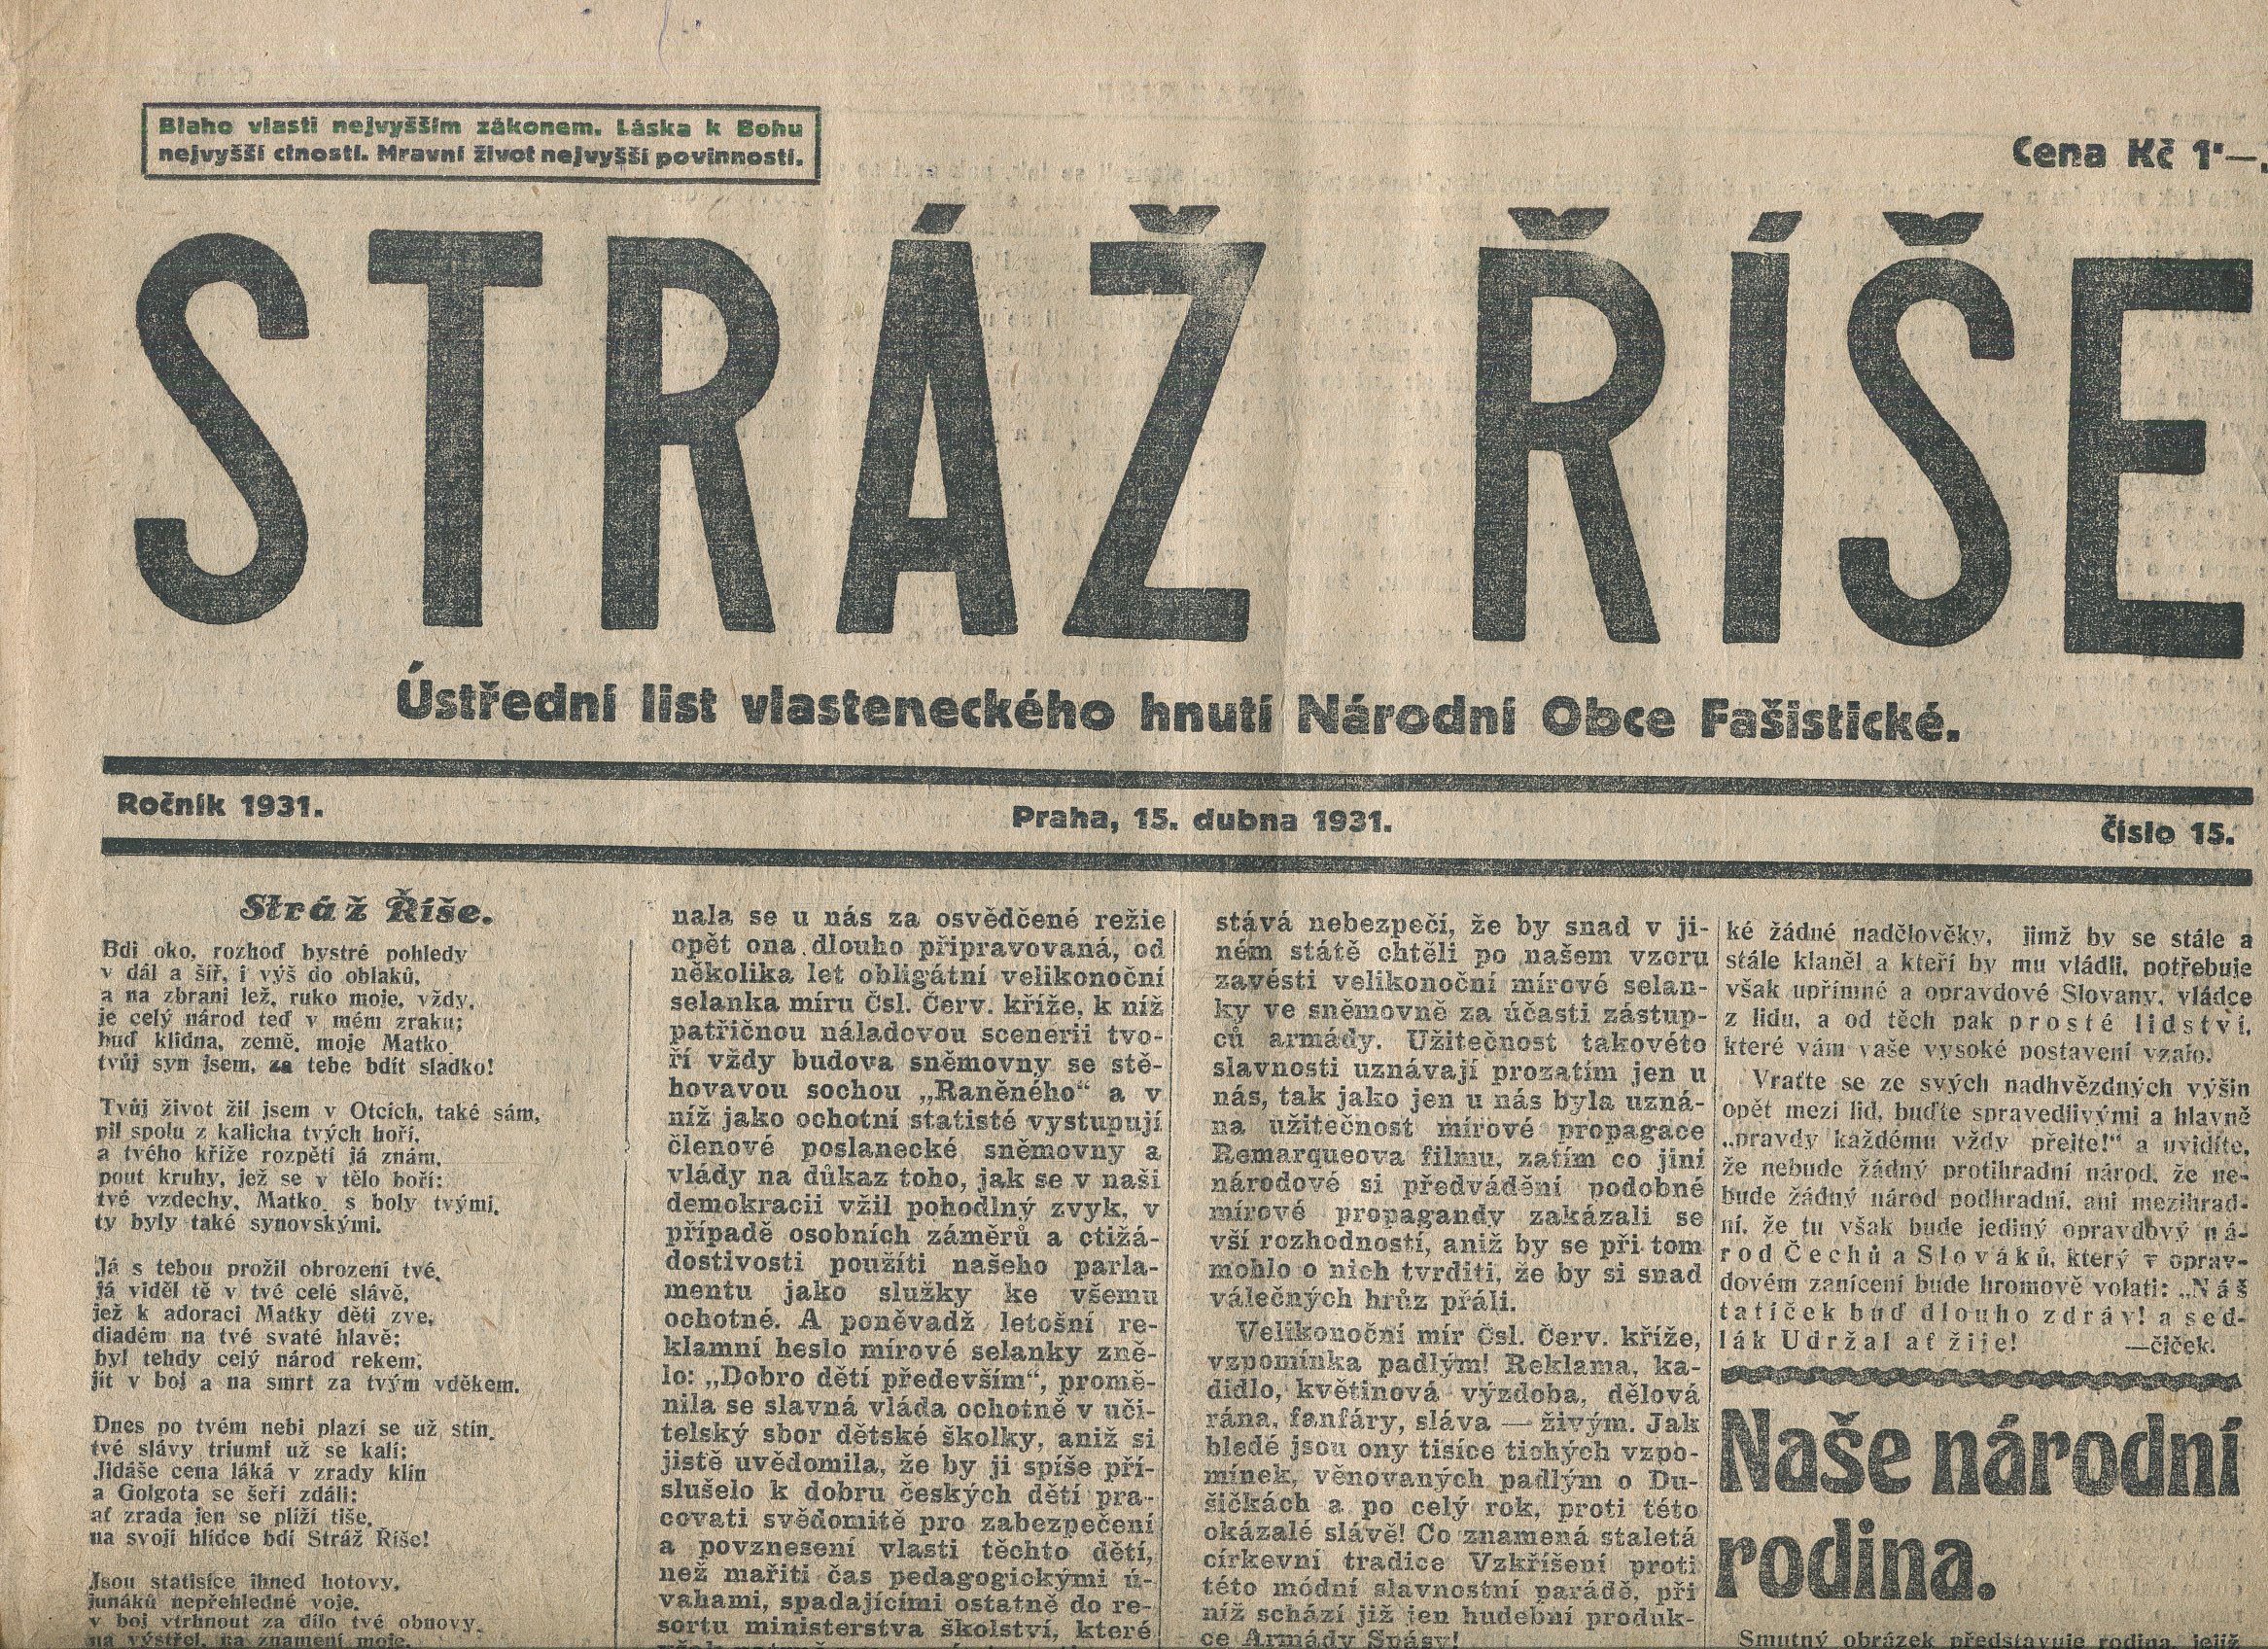 Blaho vlasti nejvyšším zákonem. Láska k Bohu
nejvyšší ctností. Mravní život nejvyšší povinností.
Cena Kč 1·—.
STRÁŽ ŘÍŠE
Ústřední list vlasteneckého hnutí Národní Obce Fašistické.
Ročník 1931.
Praha, 15. dubna 1931.
Číslo 15.
Stráž Říše.
Bdi oko, rozhoď bystré pohledy
v dál a šíř, i výš do oblaků,
a na zbrani lež, ruko moje, vždy,
je celý národ teď v mém zraku;
buď klidna, země, moje Matko
tvůj syn jsem, za tebe bdít sladko!
Tvůj život žil jsem v Otcích, také sám,
pil spolu z kalicha tvých hoří,
a tvého kříže rozpětí já znám,
pout kruhy, jež se v tělo boří:
tvé vzdechy, Matko, s boly tvými,
ty byly také synovskými.
Já s tebou prožil obrození tvé,
já viděl tě v tvé celé slávě,
jež k adoraci Matky děti zve,
diadém na tvé svaté hlavě;
byl tehdy celý národ rekem,
jít v boj a na smrt za tvým vděkem.
Dnes po tvém nebi plazí se už stín,
tvé slávy triumf už se kalí;
Jidáše cena láká v zrady klín
a Golgota se šeří zdáli;
ať zrada jen se plíží tiše,
na svojí hlídce bdí Stráž Říše!
Jsou statisíce ihned hotovy,
junáků nepřehledné voje,
v boj vtrhnout za dílo tvé obnovy,
na výstřel, na znamení moje,
nala se u nás za osvědčené režie
opět ona dlouho připravovaná, od
několika let obligátní velikonoční
selanka míru Čsl. Červ. kříže, k níž
patřičnou náladovou scenerii tvo-
ří vždy budova sněmovny se stě-
hovavou sochou „Raněného“ a v
níž jako ochotní statisté vystupují
členové poslanecké sněmovny a
vlády na důkaz toho, jak se v naši
demokracii vžil pohodlný zvyk, v
případě osobních záměrů a ctižá-
dostivosti použíti našeho parla-
mentu jako služky ke všemu
ochotné. A poněvadž letošní re-
klamní heslo mírové selanky zně-
lo: „Dobro dětí především“, promě-
nila se slavná vláda ochotně v uči-
telský sbor dětské školky, aniž si
jistě uvědomila, že by ji spíše pří-
slušelo k dobru českých dětí pra-
covati svědomitě pro zabezpečení
a povznesení vlasti těchto dětí,
než mařiti čas pedagogickými ú-
vahami, spadajícími ostatně do re-
sortu ministerstva školství, které
stává nebezpečí, že by snad v ji-
ném státě chtěli po našem vzoru
zavésti velikonoční mírové selan-
ky ve sněmovně za účasti zástup-
ců armády. Užitečnost takovéto
slavnosti uznávají prozatím jen u
nás, tak jako jen u nás byla uzná-
na užitečnost mírové propagace
Remarqueova filmu, zatím co jiní
národové si předvádění podobné
mírové propagandy zakázali se
vší rozhodností, aniž by se při tom
mohlo o nich tvrditi, že by si snad
válečných hrůz přáli.
Velikonoční mír Čsl. Červ. kříže,
vzpomínka padlým! Reklama, ka-
didlo, květinová výzdoba, dělová
rána, fanfáry, sláva — živým. Jak
bledé jsou ony tisíce tichých vzpo-
mínek, věnovaných padlým o Du-
šičkách a po celý rok, proti této
okázalé slávě! Co znamená staletá
církevní tradice Vzkříšení proti
této módní slavnostní parádě, při
níž schází již jen hudební produk-
ce Armády Spásy!
ké žádné nadčlověky, jimž by se stále a
stále klaněl a kteří by mu vládli, potřebuje
však upřímné a opravdové Slovany, vládce
z lidu, a od těch pak prosté lidství,
které vám vaše vysoké postavení vzalo.
Vraťte se ze svých nadhvězdných výšin
opět mezi lid, buďte spravedlivými a hlavně
„pravdy každému vždy přejte!“ a uvidíte,
že nebude žádný protihradní národ, že ne-
bude žádný národ podhradní, ani mezihrad-
ní, že tu však bude jediný opravdový ná-
rod Čechů a Slováků, který v oprav-
dovém zanícení bude hromově volati: „Náš
tatíček buď dlouho zdráv! a sed-
lák Udržal ať žije!
—čiček.
Naše národní
rodina.
Smutný obrázek představuje rodina, jejíž